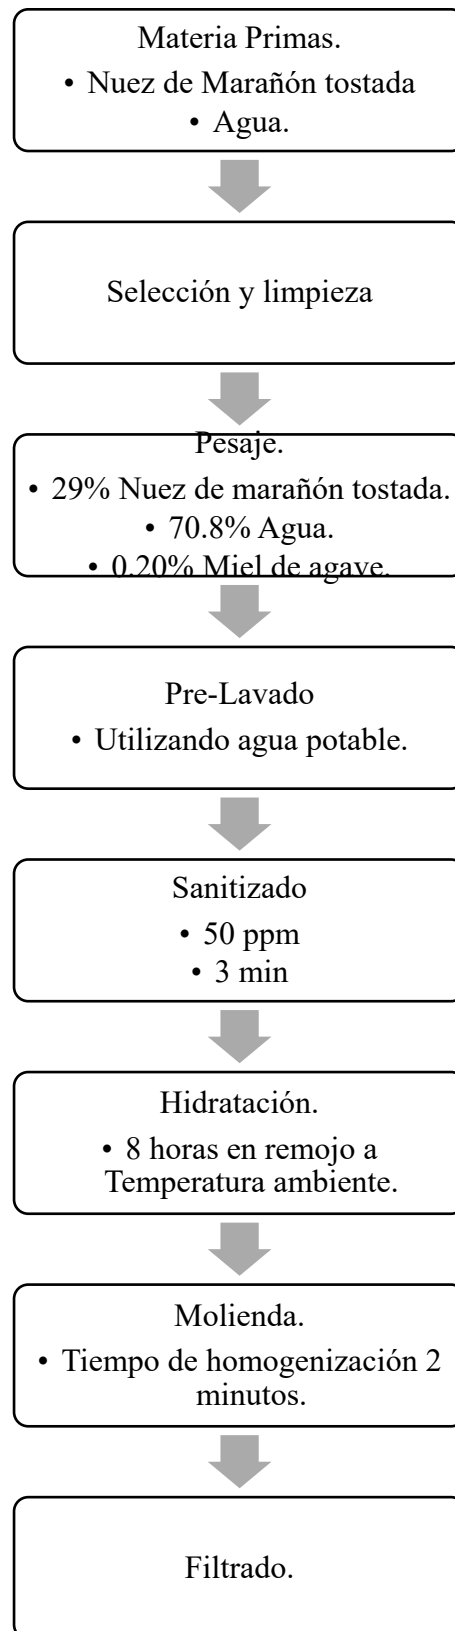 Materia Primas.
• Nuez de Marañón tostada
• Agua.
Selección y limpieza
Pesaje.
• 29% Nuez de marañón tostada.
• 70.8% Agua.
• 0.20% Miel de agave.
Pre-Lavado
• Utilizando agua potable.
Sanitizado
• 50 ppm
• 3 min
Hidratación.
• 8 horas en remojo a
Temperatura ambiente.
Molienda.
• Tiempo de homogenización 2
minutos.
Filtrado.